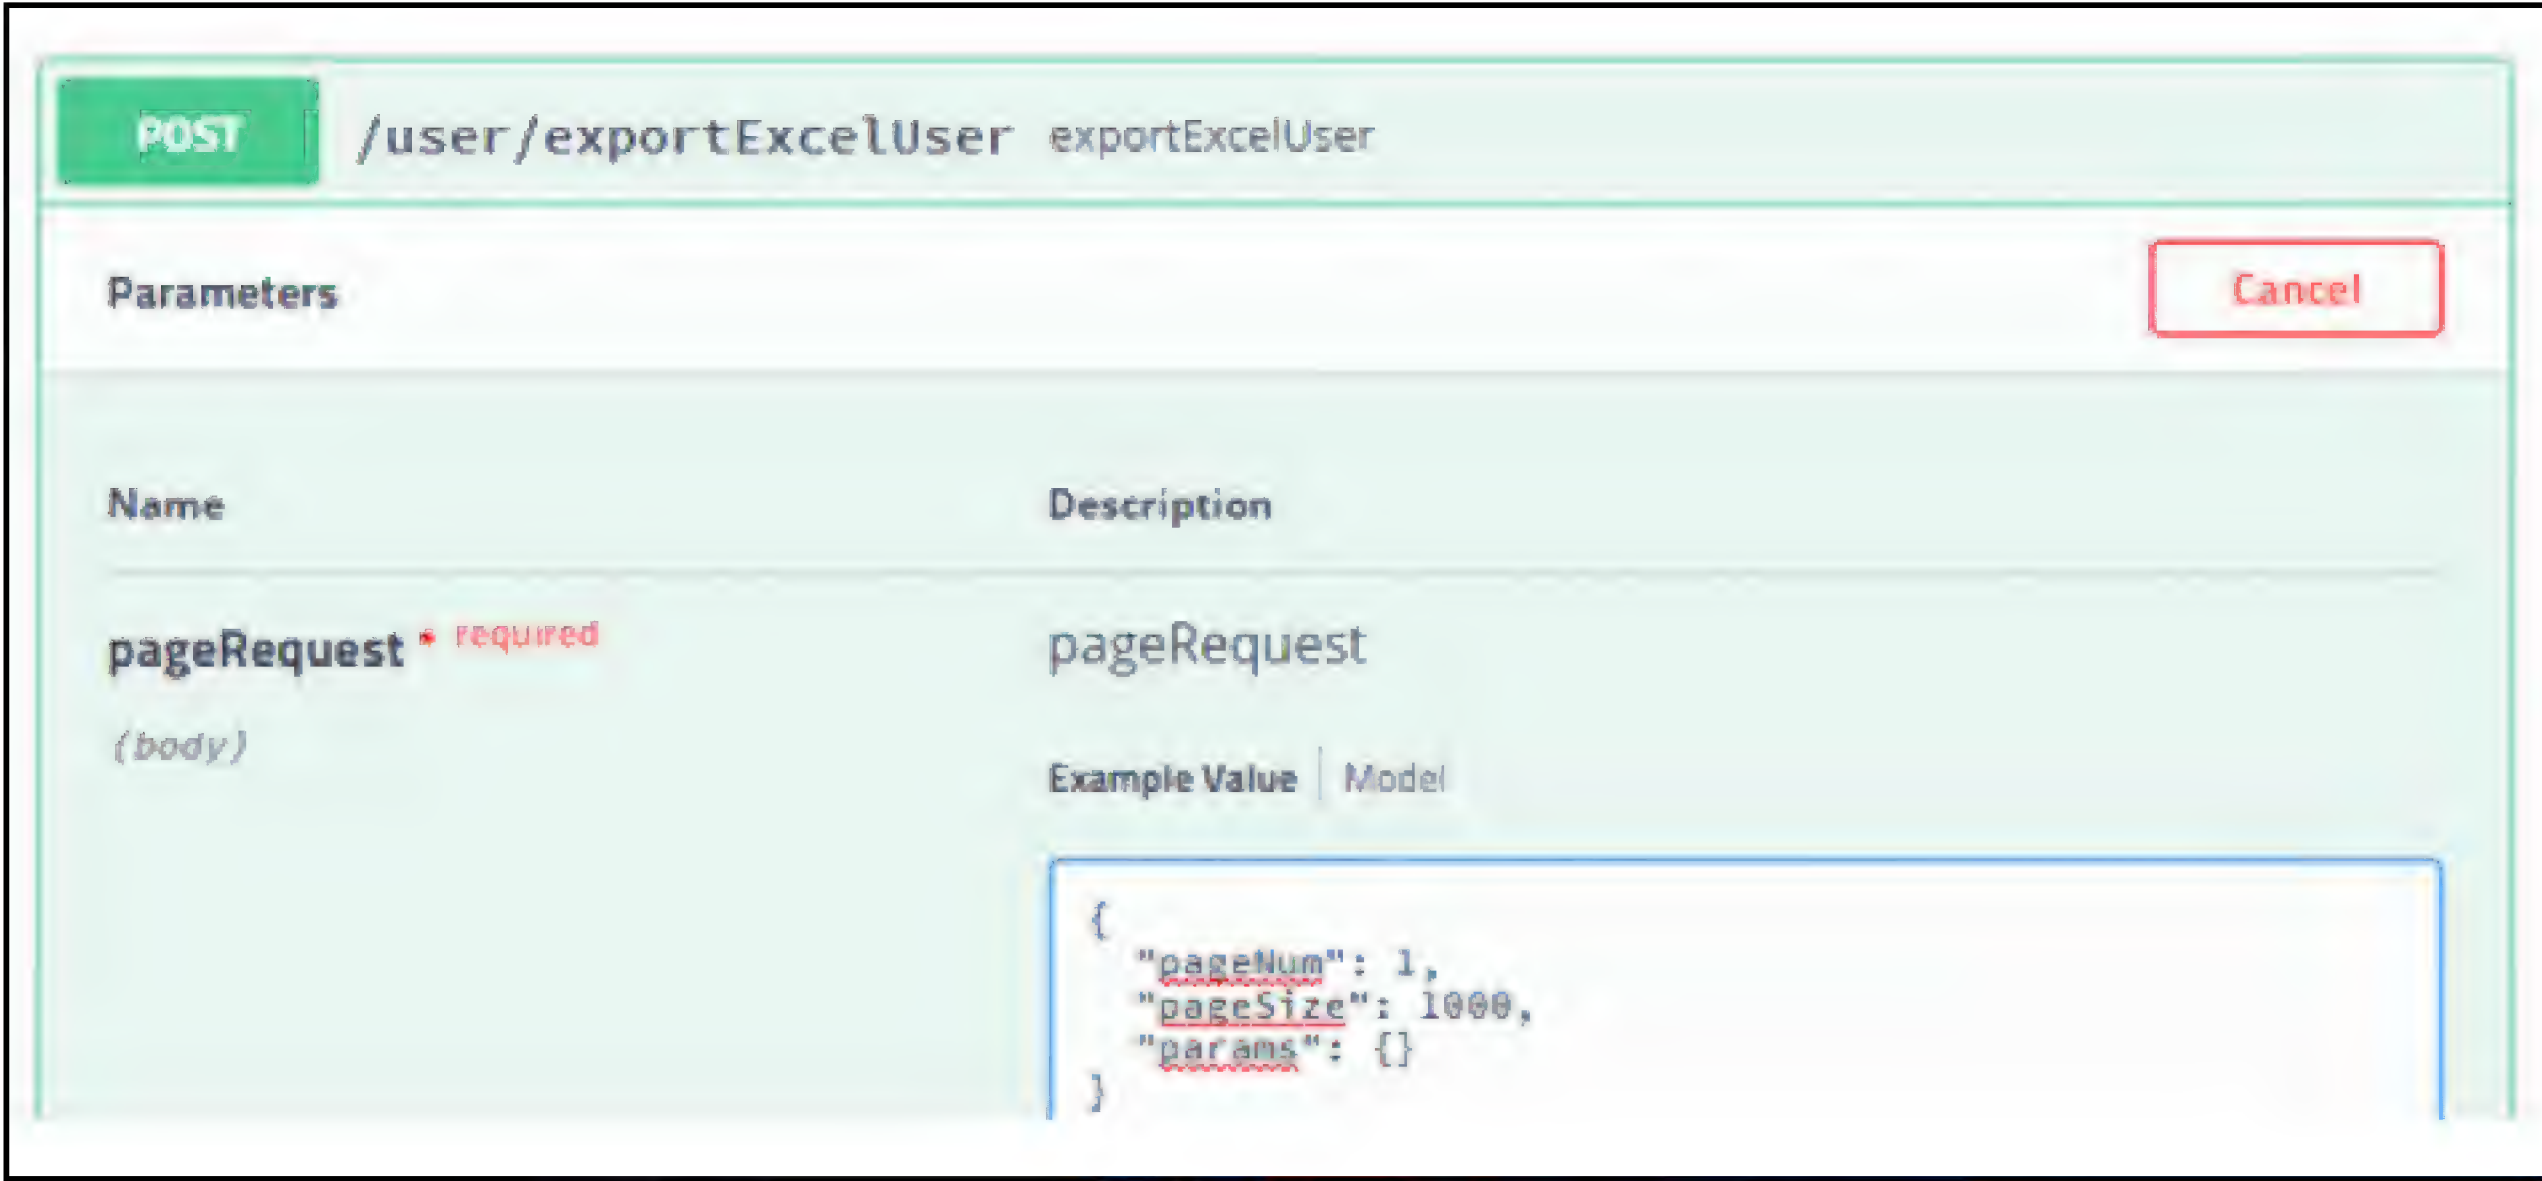 POST /user/exportExcelUser exportExcelUser
Parameters Cancel
Name Description
pageRequest * required pageRequest
(body)
Example Value Model
{
"pageNum": 1,
"pageSize": 1000,
"params": {}
}